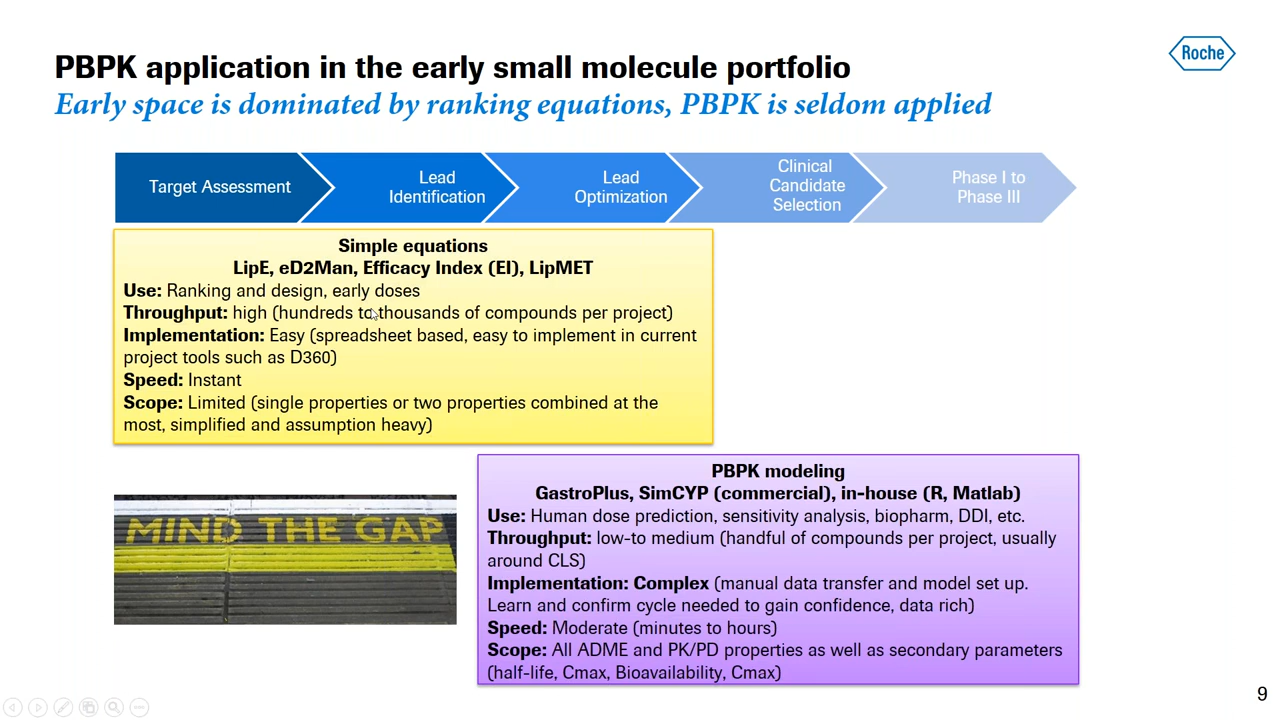 PBPK application in the early small molecule portfolio
Roche
Early space is dominated by ranking equations, PBPK is seldom applied
Target Assessment
Lead
Identification
Lead
Optimization
Clinical
Candidate
Selection
Phase I to
Phase III
Simple equations
LipE, eD2Man, Efficacy Index (EI), LipMET
Use: Ranking and design, early doses
Throughput: high (hundreds to thousands of compounds per project)
Implementation: Easy (spreadsheet based, easy to implement in current
project tools such as D360)
Speed: Instant
Scope: Limited (single properties or two properties combined at the
most, simplified and assumption heavy)
MIND THE GAP
PBPK modeling
GastroPlus, SimCYP (commercial), in-house (R, Matlab)
Use: Human dose prediction, sensitivity analysis, biopharm, DDI, etc.
Throughput: low-to medium (handful of compounds per project, usually
around CLS)
Implementation: Complex (manual data transfer and model set up.
Learn and confirm cycle needed to gain confidence, data rich)
Speed: Moderate (minutes to hours)
Scope: All ADME and PK/PD properties as well as secondary parameters
(half-life, Cmax, Bioavailability, Cmax)
9